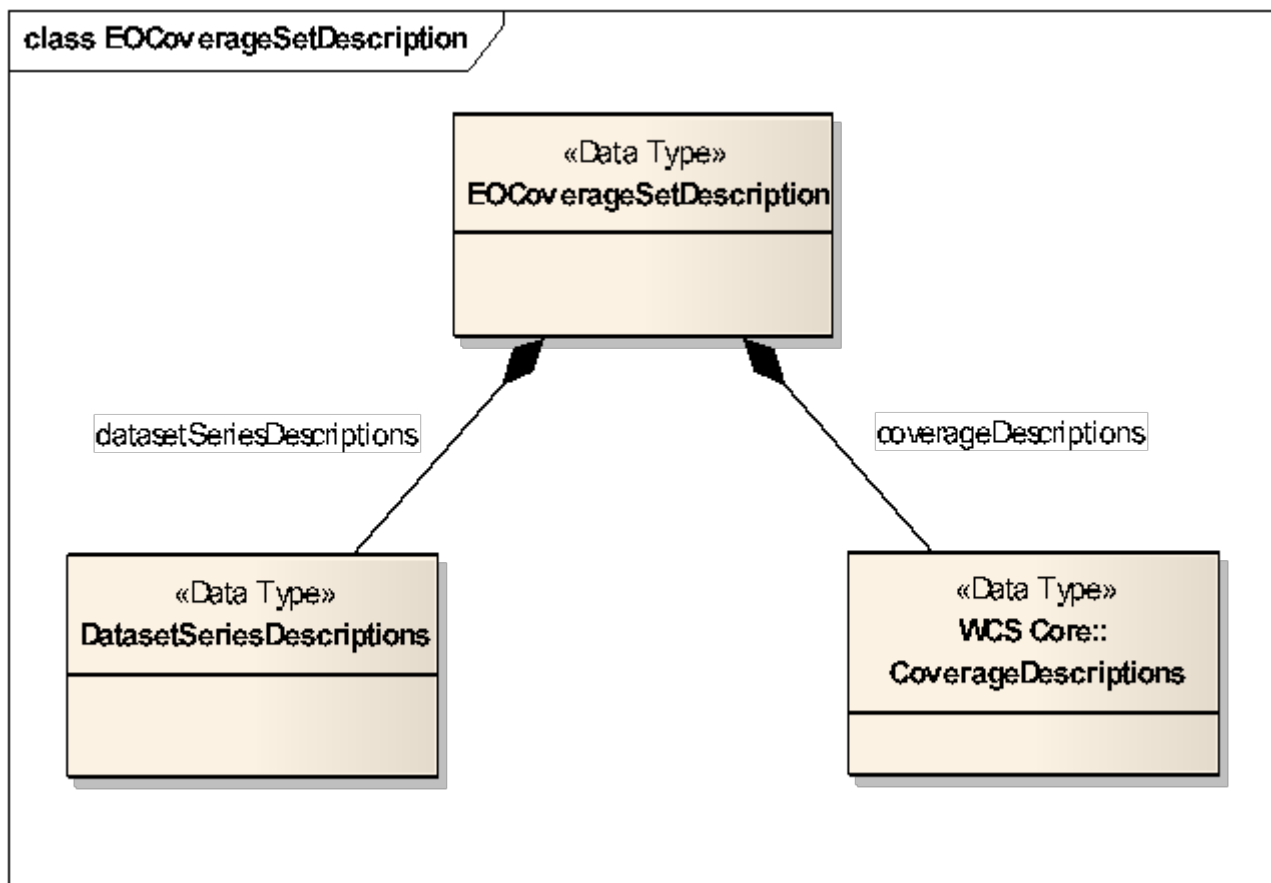 class EOCoverageSetDescription
«Data Type»
EOCoverageSetDescription
datasetSeriesDescriptions
coverageDescriptions
«Data Type»
DatasetSeriesDescriptions
«Data Type»
WCS Core::
CoverageDescriptions